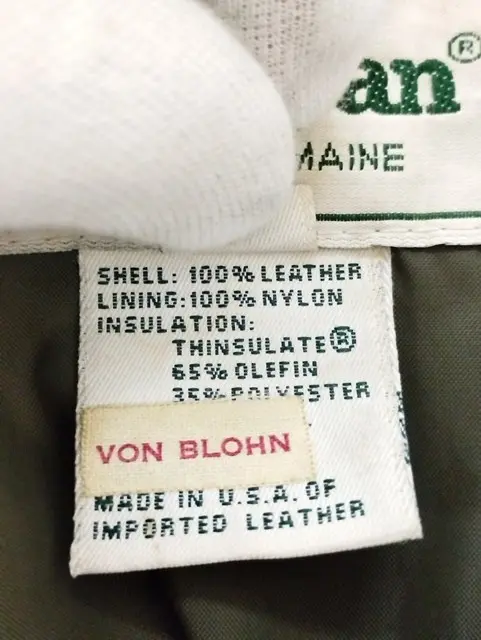 an®
MAINE
SHELL: 100% LEATHER
LINING: 100% NYLON
INSULATION:
THINSULATE®
65% OLEFIN
35% POLYESTER
VON BLOHN
MADE IN U.S.A. OF
IMPORTED LEATHER